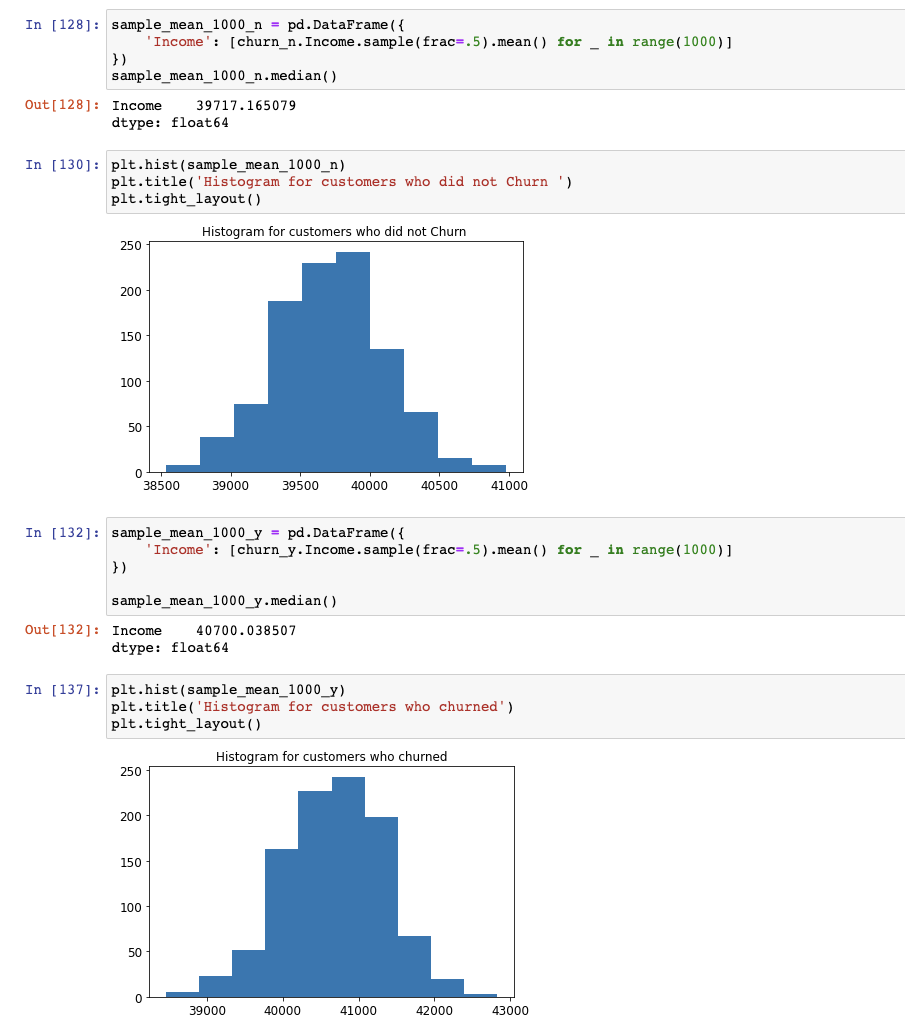 In [128]: sample_mean_1000_n = pd.DataFrame({
    'Income': [churn_n.Income.sample(frac=.5).mean() for _ in range(1000)]
})
sample_mean_1000_n.median()
Out[128]: Income    39717.165079
dtype: float64
In [130]: plt.hist(sample_mean_1000_n)
plt.title('Histogram for customers who did not Churn ')
plt.tight_layout()
Histogram for customers who did not Churn
250
200
150
100
50
0
38500 39000 39500 40000 40500 41000
In [132]: sample_mean_1000_y = pd.DataFrame({
    'Income': [churn_y.Income.sample(frac=.5).mean() for _ in range(1000)]
})
sample_mean_1000_y.median()
Out[132]: Income    40700.038507
dtype: float64
In [137]: plt.hist(sample_mean_1000_y)
plt.title('Histogram for customers who churned')
plt.tight_layout()
Histogram for customers who churned
250
200
150
100
50
0
39000 40000 41000 42000 43000